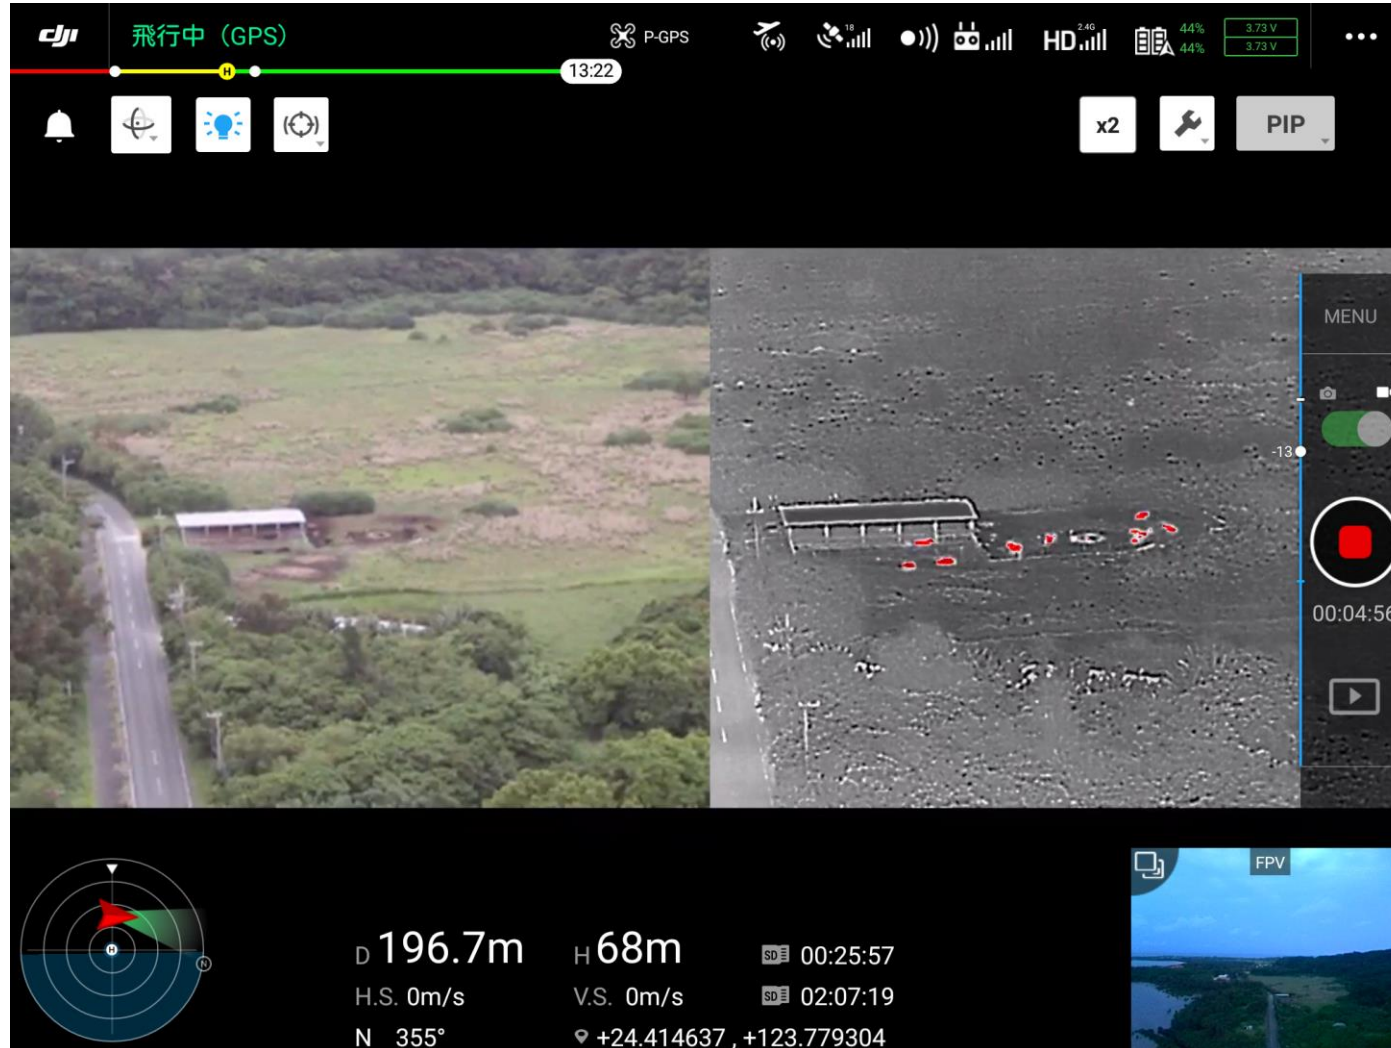 dji 飛行中（GPS） P-GPS 18 HD 2.4G 44% 3.73 V
44% 3.73 V
H 13:22
x2 PIP
MENU
-13
00:04:56
FPV
D 196.7m H 68m SD 00:25:57
H.S. 0m/s V.S. 0m/s SD 02:07:19
N 355° +24.414637 , +123.779304
H
N